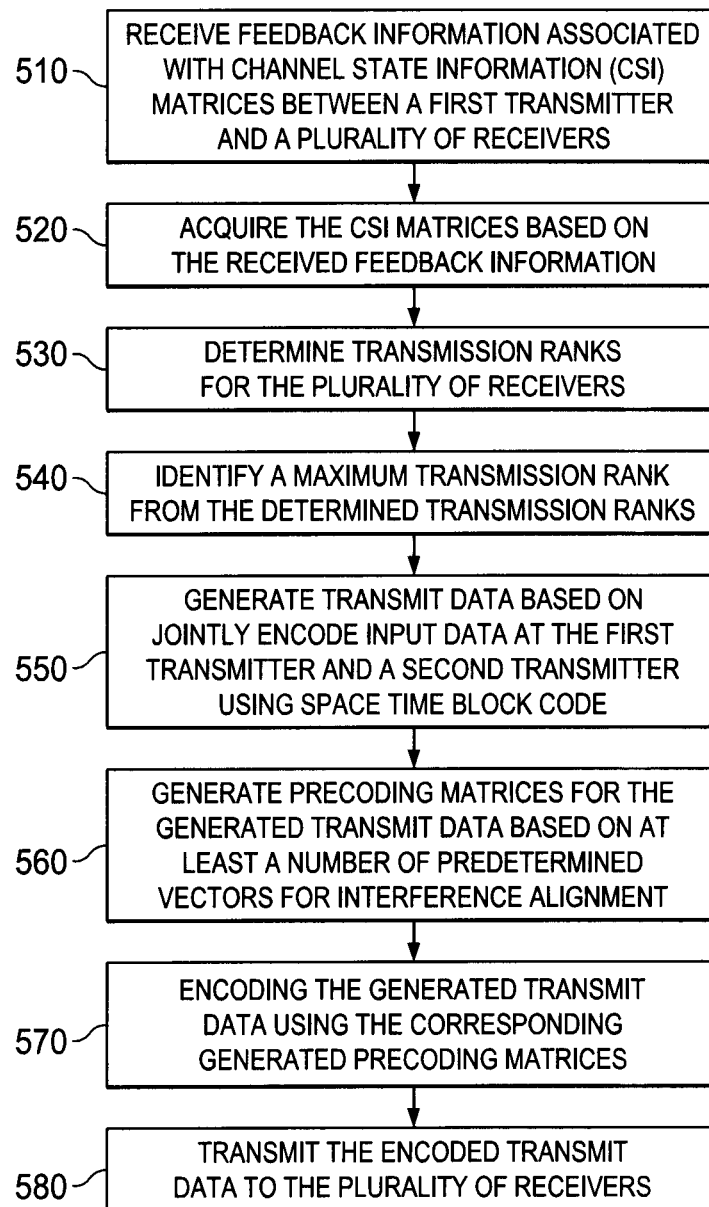 510
RECEIVE FEEDBACK INFORMATION ASSOCIATED
WITH CHANNEL STATE INFORMATION (CSI)
MATRICES BETWEEN A FIRST TRANSMITTER
AND A PLURALITY OF RECEIVERS
520
ACQUIRE THE CSI MATRICES BASED ON
THE RECEIVED FEEDBACK INFORMATION
530
DETERMINE TRANSMISSION RANKS
FOR THE PLURALITY OF RECEIVERS
540
IDENTIFY A MAXIMUM TRANSMISSION RANK
FROM THE DETERMINED TRANSMISSION RANKS
550
GENERATE TRANSMIT DATA BASED ON
JOINTLY ENCODE INPUT DATA AT THE FIRST
TRANSMITTER AND A SECOND TRANSMITTER
USING SPACE TIME BLOCK CODE
560
GENERATE PRECODING MATRICES FOR THE
GENERATED TRANSMIT DATA BASED ON AT
LEAST A NUMBER OF PREDETERMINED
VECTORS FOR INTERFERENCE ALIGNMENT
570
ENCODING THE GENERATED TRANSMIT
DATA USING THE CORRESPONDING
GENERATED PRECODING MATRICES
580
TRANSMIT THE ENCODED TRANSMIT
DATA TO THE PLURALITY OF RECEIVERS